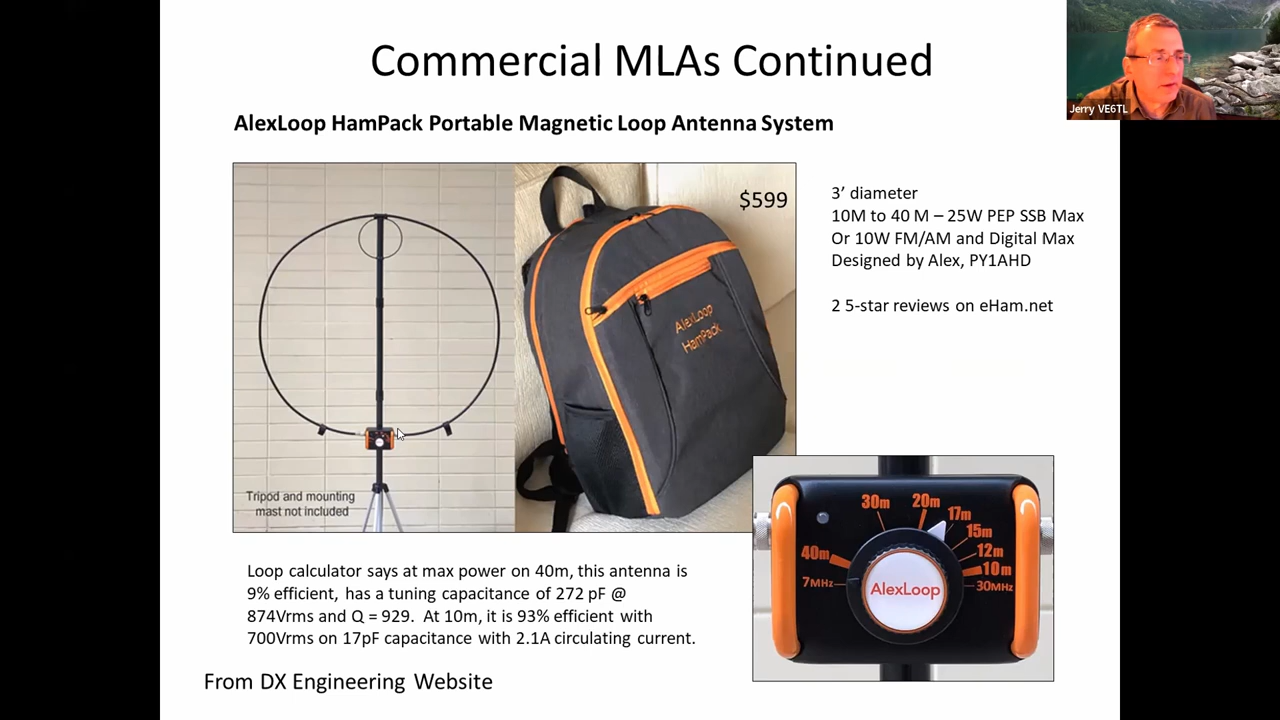 Commercial MLAs Continued
Jerry VE6TL
AlexLoop HamPack Portable Magnetic Loop Antenna System
$599
AlexLoop
HamPack
Tripod and mounting
mast not included
3’ diameter
10M to 40 M – 25W PEP SSB Max
Or 10W FM/AM and Digital Max
Designed by Alex, PY1AHD
2 5-star reviews on eHam.net
30m
20m
17m
15m
12m
10m
30MHz
40m
7MHz
AlexLoop
Loop calculator says at max power on 40m, this antenna is
9% efficient, has a tuning capacitance of 272 pF @
874Vrms and Q = 929.  At 10m, it is 93% efficient with
700Vrms on 17pF capacitance with 2.1A circulating current.
From DX Engineering Website